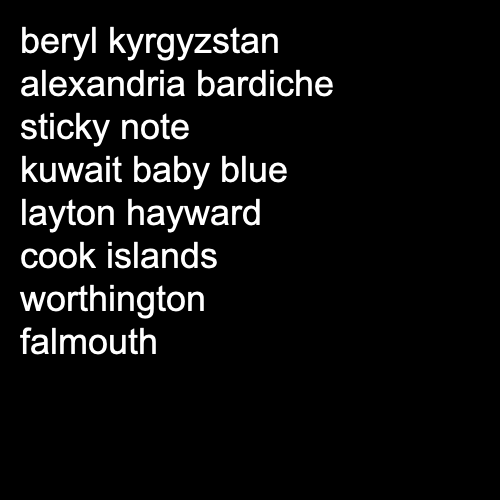 beryl kyrgyzstan
alexandria bardiche
sticky note
kuwait baby blue
layton hayward
cook islands
worthington
falmouth